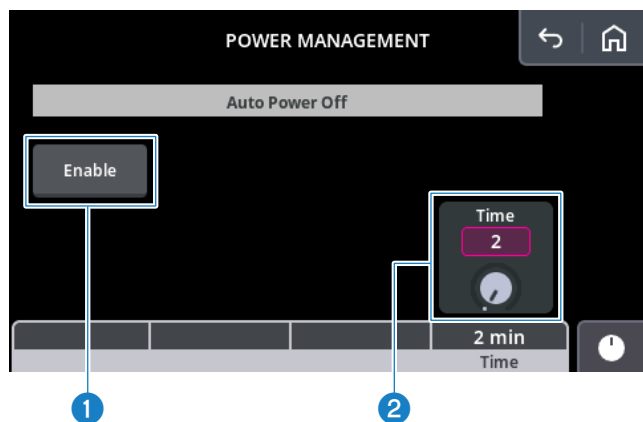 POWER MANAGEMENT
Auto Power Off
Enable
Time
2
2 min
Time
1
2